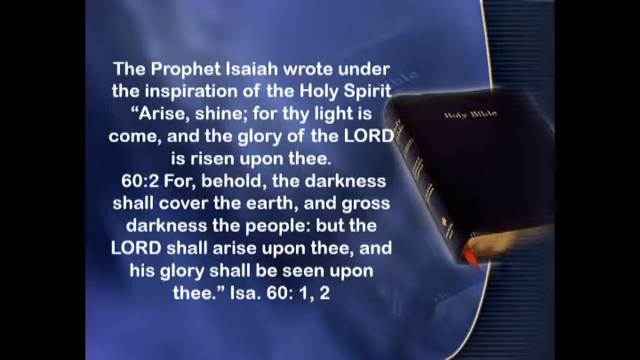 The Prophet Isaiah wrote under
the inspiration of the Holy Spirit
“Arise, shine; for thy light is
come, and the glory of the LORD
is risen upon thee.
60:2 For, behold, the darkness
shall cover the earth, and gross
darkness the people: but the
LORD shall arise upon thee, and
his glory shall be seen upon
thee.” Isa. 60: 1, 2
Holy Bible